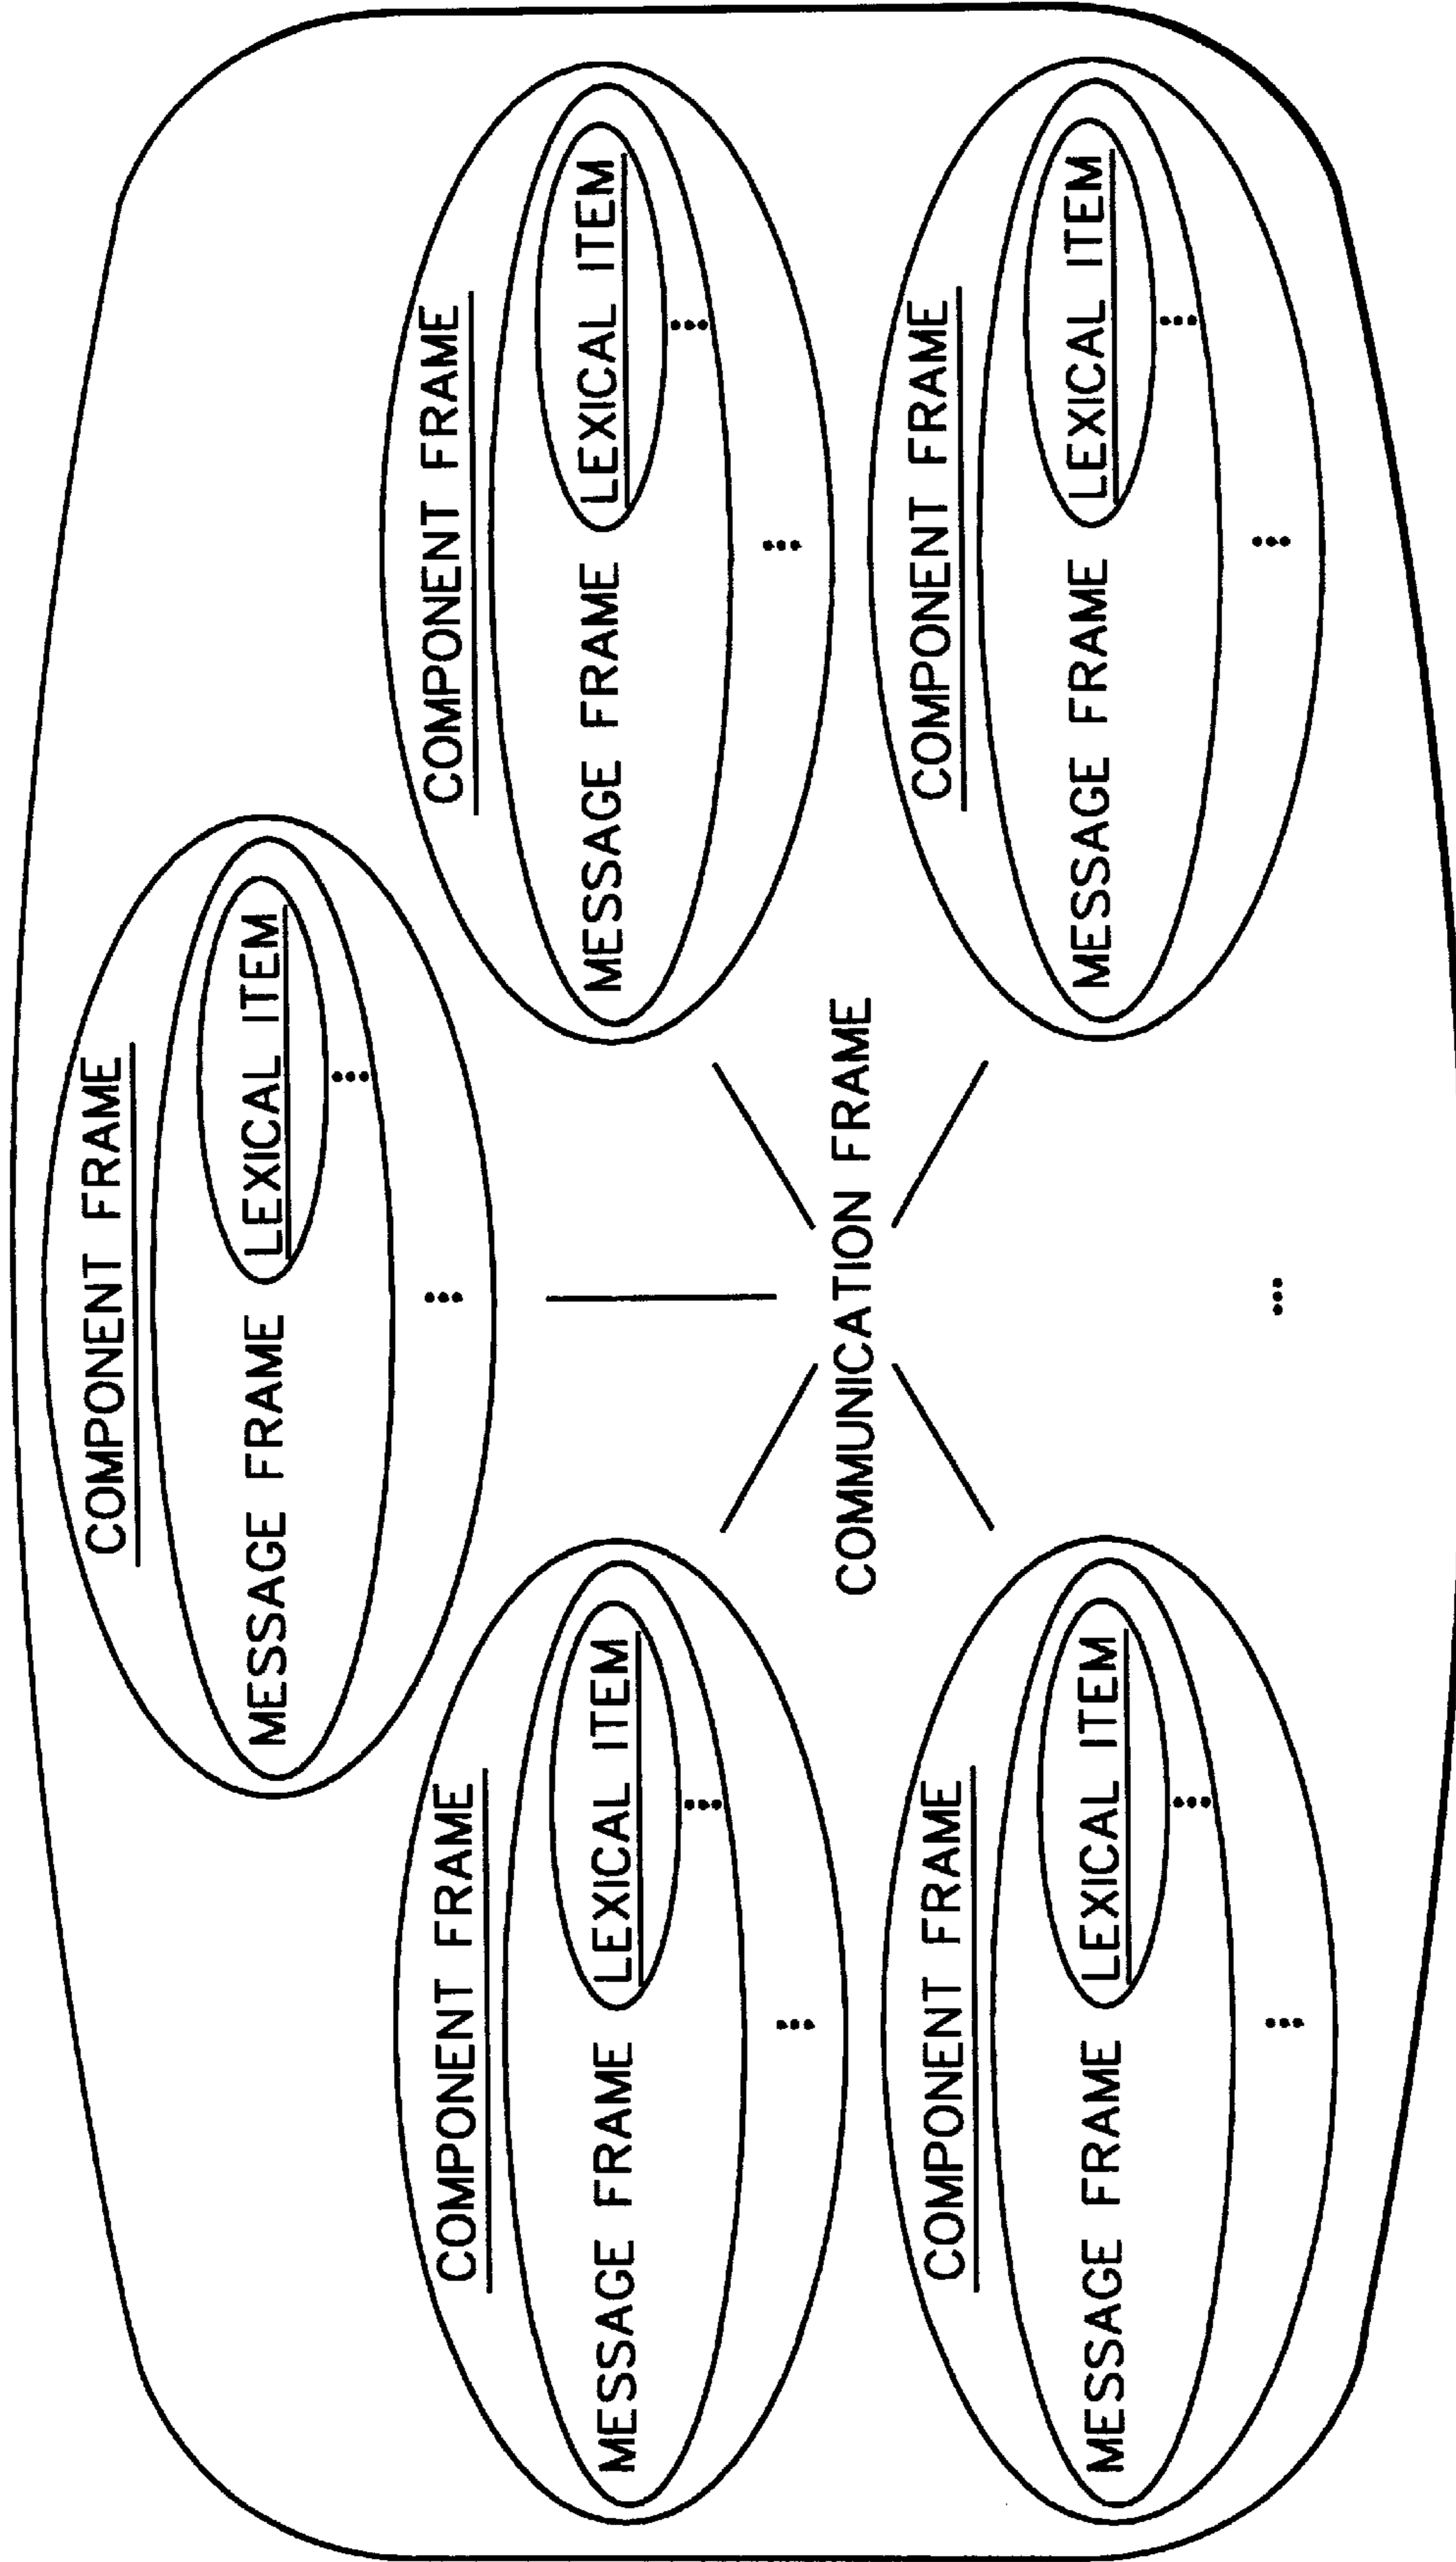 COMPONENT FRAME
MESSAGE FRAME
LEXICAL ITEM
...
...
COMPONENT FRAME
MESSAGE FRAME
LEXICAL ITEM
...
...
COMPONENT FRAME
MESSAGE FRAME
LEXICAL ITEM
...
...
COMMUNICATION FRAME
COMPONENT FRAME
MESSAGE FRAME
LEXICAL ITEM
...
...
COMPONENT FRAME
MESSAGE FRAME
LEXICAL ITEM
...
...
...